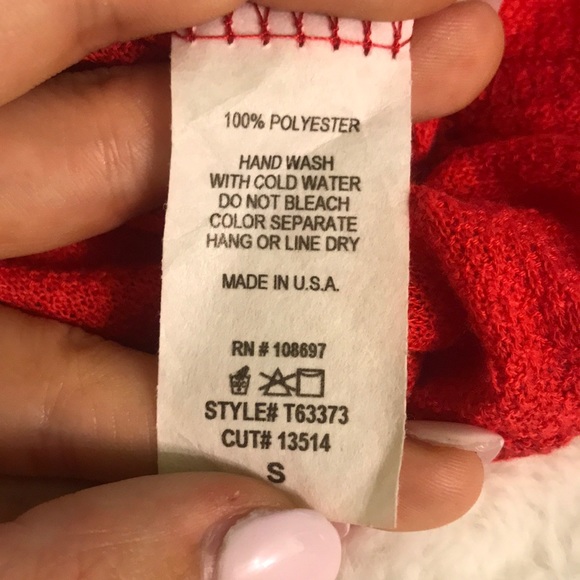 100% POLYESTER
HAND WASH
WITH COLD WATER
DO NOT BLEACH
COLOR SEPARATE
HANG OR LINE DRY
MADE IN U.S.A.
RN # 108697
STYLE# T63373
CUT# 13514
S